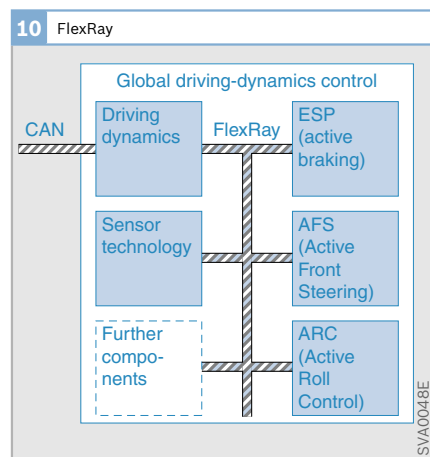 10 FlexRay
Global driving-dynamics control
CAN
Driving
dynamics
FlexRay
ESP
(active
braking)
Sensor
technology
AFS
(Active
Front
Steering)
Further
compo-
nents
ARC
(Active
Roll
Control)
SVA0048E